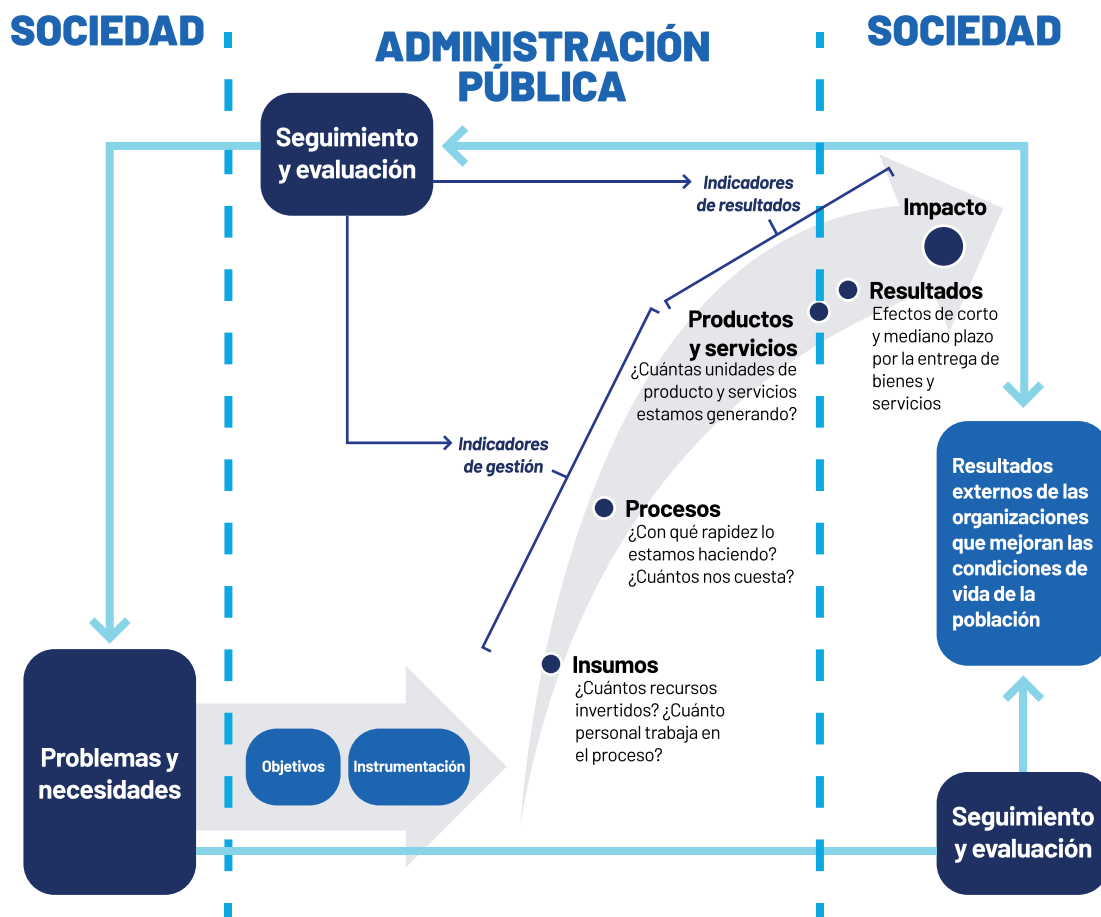 SOCIEDAD
ADMINISTRACIÓN
PÚBLICA
SOCIEDAD
Seguimiento
y evaluación
Indicadores
de resultados
Impacto
Resultados
Efectos de corto
y mediano plazo
por la entrega de
bienes y
servicios
Productos
y servicios
¿Cuántas unidades de
producto y servicios
estamos generando?
Indicadores
de gestión
Procesos
¿Con qué rapidez lo
estamos haciendo?
¿Cuántos nos cuesta?
Resultados
externos de las
organizaciones
que mejoran las
condiciones de
vida de la
población
Insumos
¿Cuántos recursos
invertidos? ¿Cuánto
personal trabaja en
el proceso?
Problemas y
necesidades
Objetivos
Instrumentación
Seguimiento
y evaluación